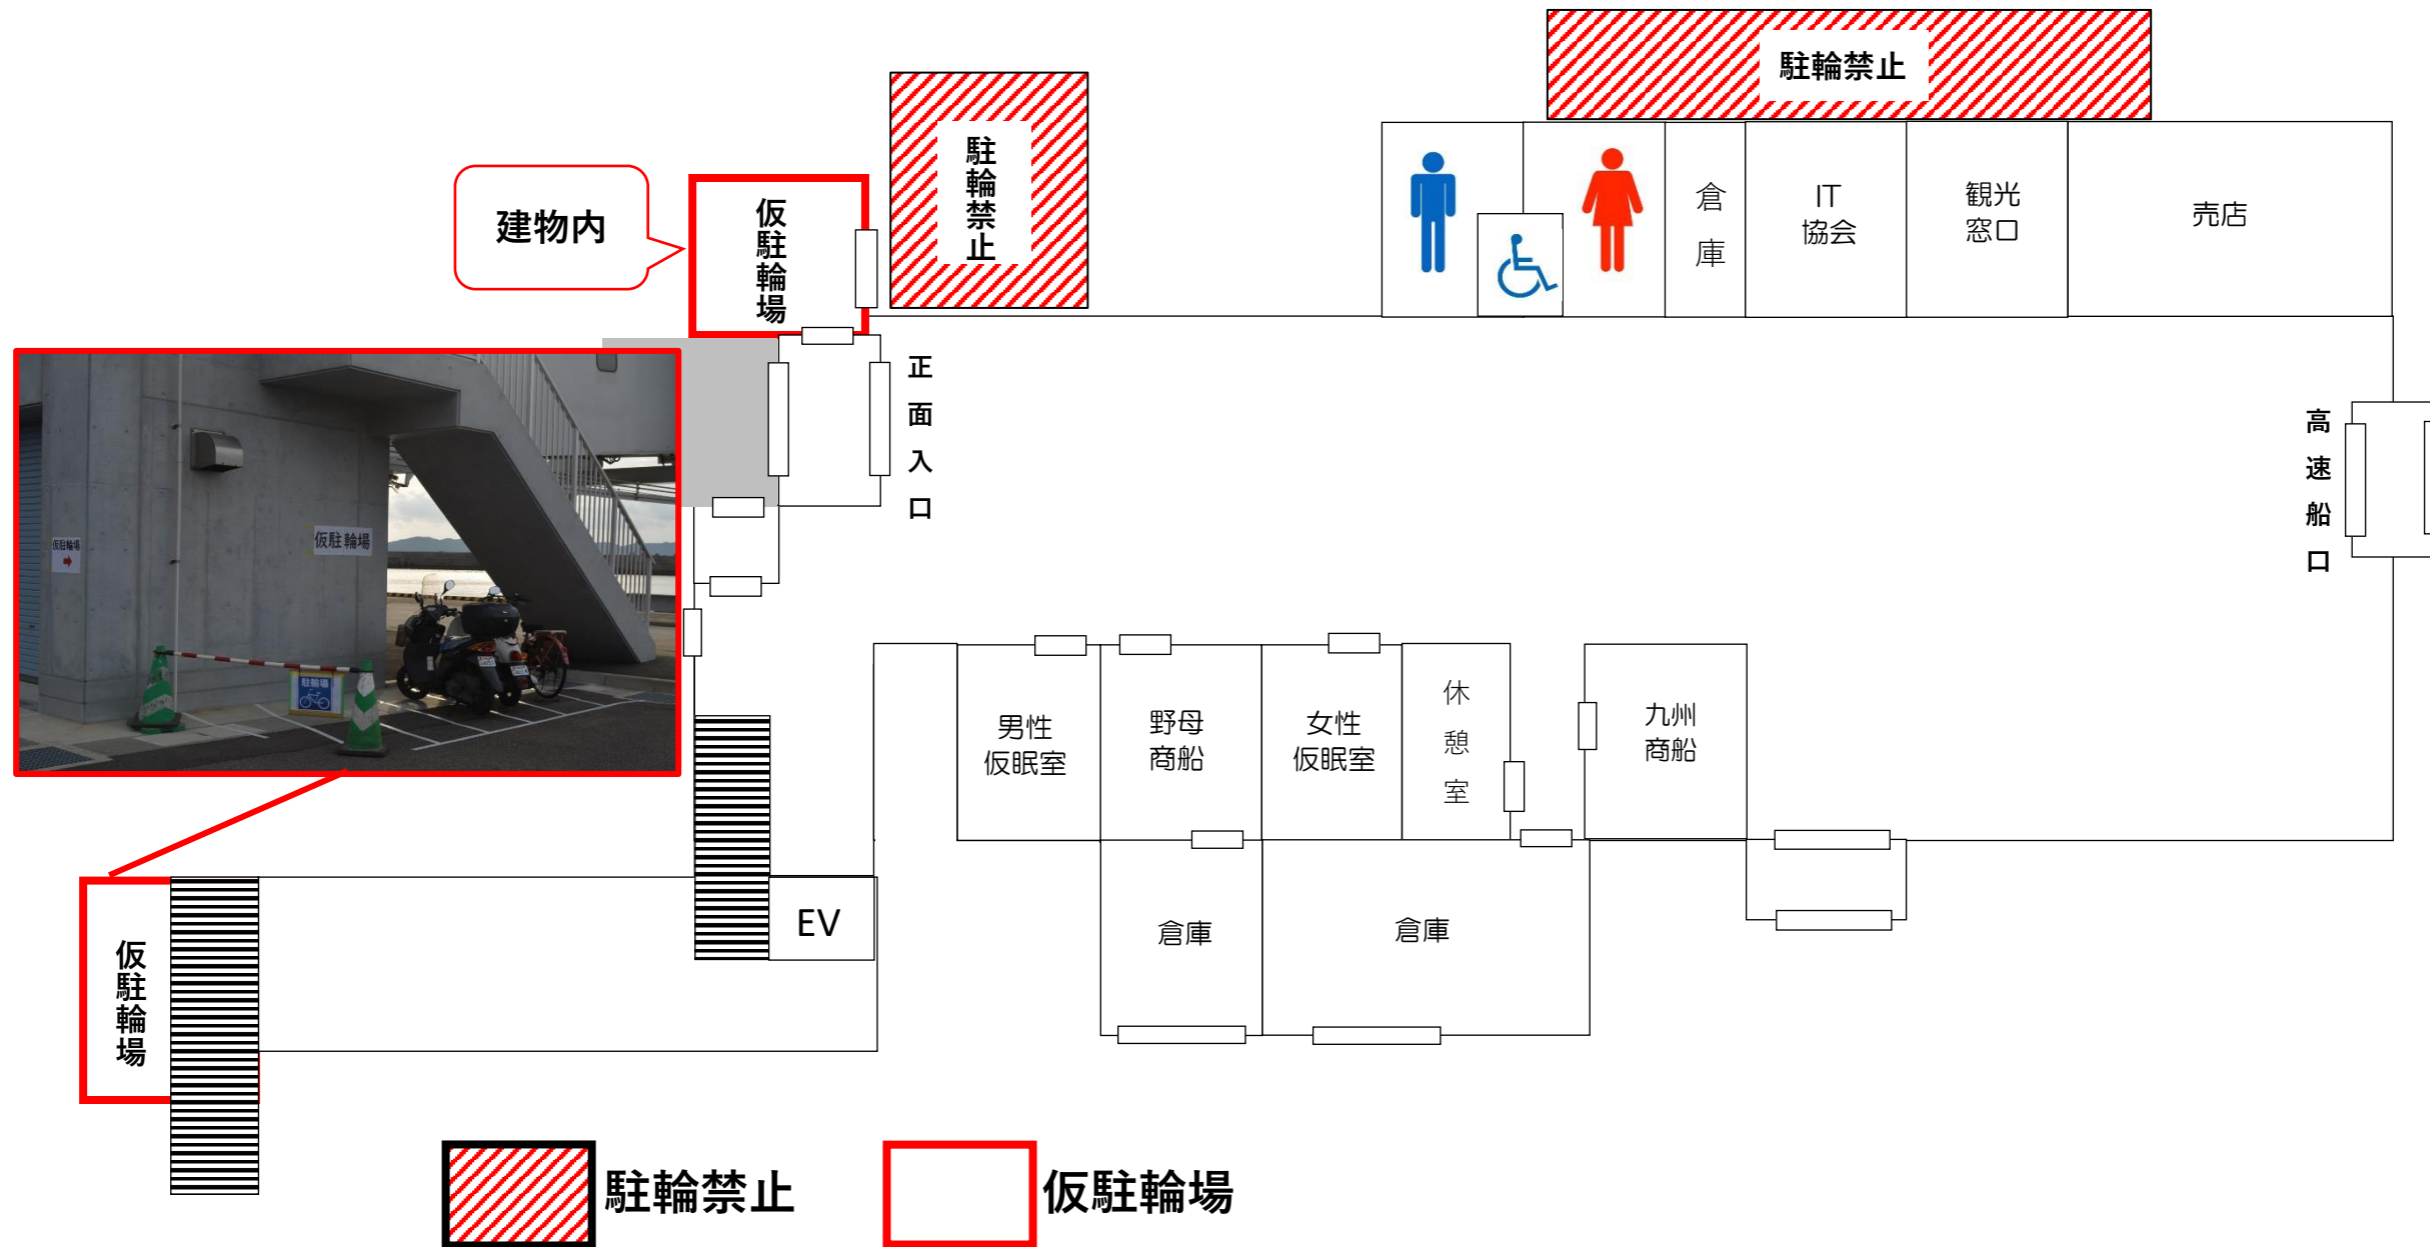 駐輪禁止
駐輪禁止
建物内
仮駐輪場
倉庫
IT
協会
観光
窓口
売店
正面入口
高速船口
仮駐輪場
仮駐輪場
駐輪場
男性
仮眠室
野母
商船
女性
仮眠室
休憩室
九州
商船
EV
倉庫
倉庫
仮駐輪場
駐輪禁止
仮駐輪場